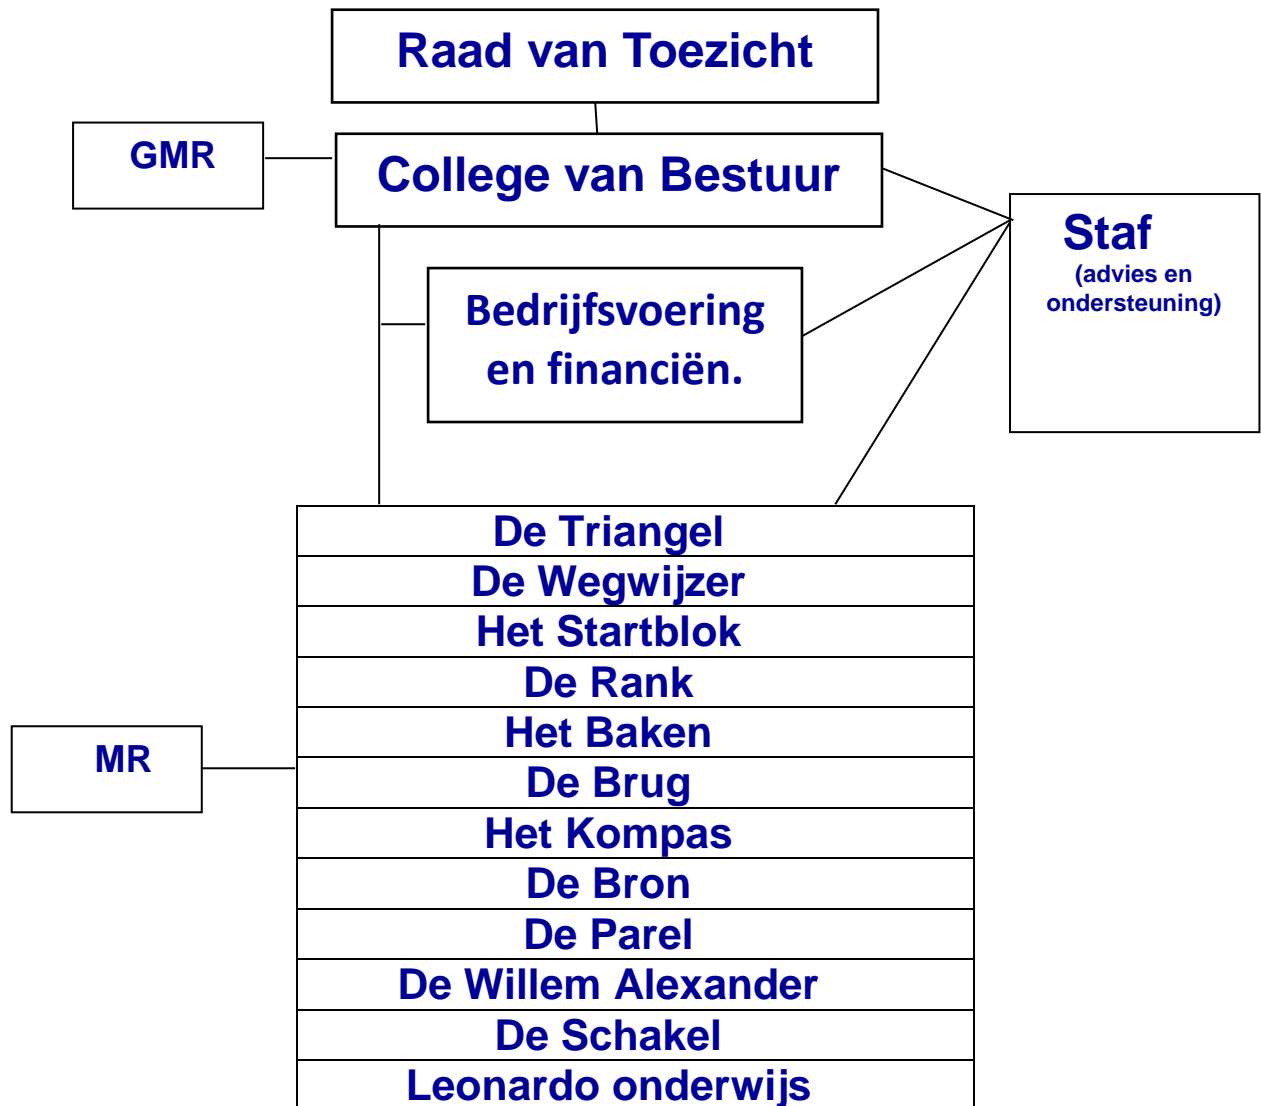 Raad van Toezicht
GMR
College van Bestuur
Staf
(advies en
ondersteuning)
Bedrijfsvoering
en financiën.
De Triangel
De Wegwijzer
Het Startblok
De Rank
Het Baken
MR
De Brug
Het Kompas
De Bron
De Parel
De Willem Alexander
De Schakel
Leonardo onderwijs